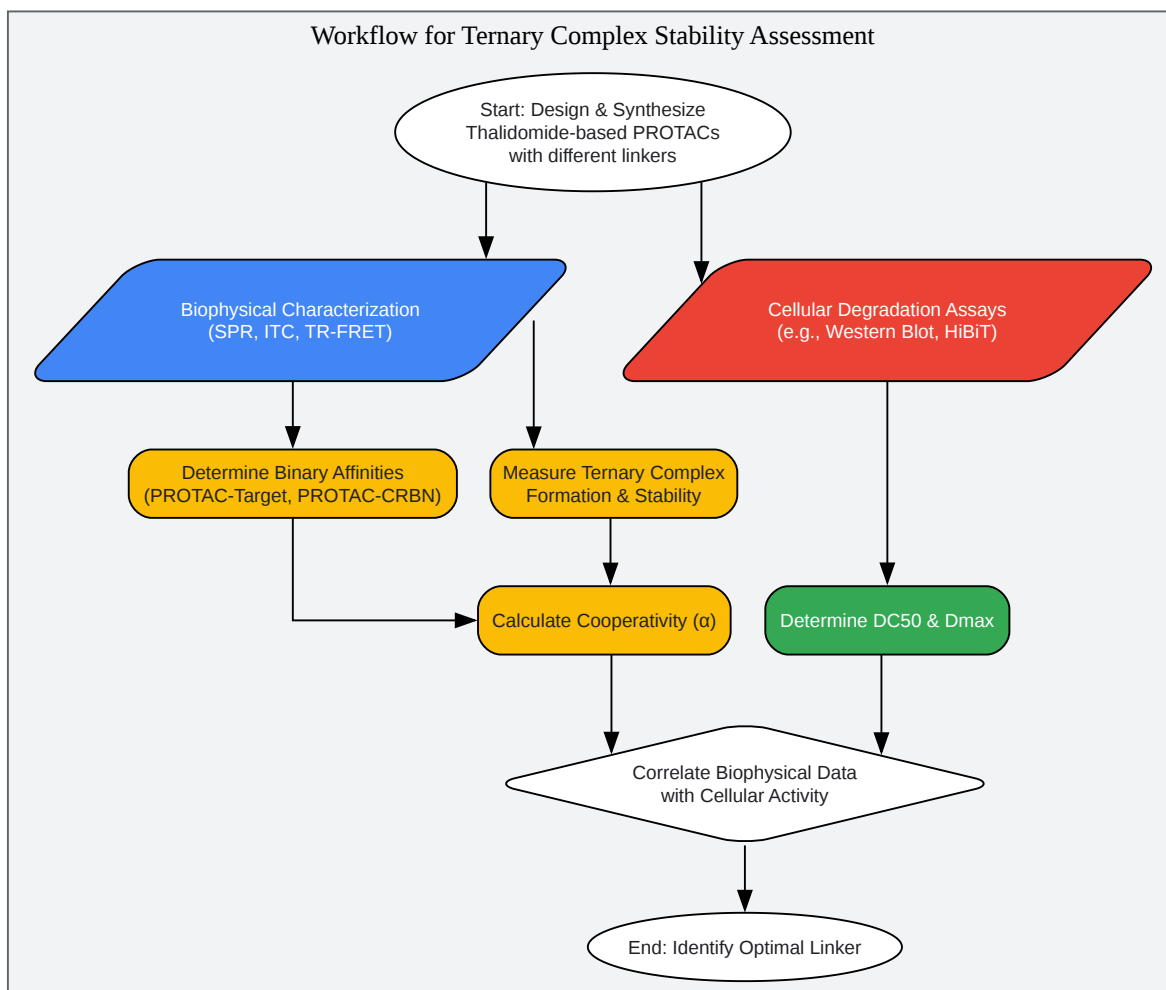 Workflow for Ternary Complex Stability Assessment
Start: Design & Synthesize
Thalidomide-based PROTACs
with different linkers
Biophysical Characterization
(SPR, ITC, TR-FRET)
Cellular Degradation Assays
(e.g., Western Blot, HiBiT)
Determine Binary Affinities
(PROTAC-Target, PROTAC-CRBN)
Measure Ternary Complex
Formation & Stability
Calculate Cooperativity (α)
Determine DC50 & Dmax
Correlate Biophysical Data
with Cellular Activity
End: Identify Optimal Linker